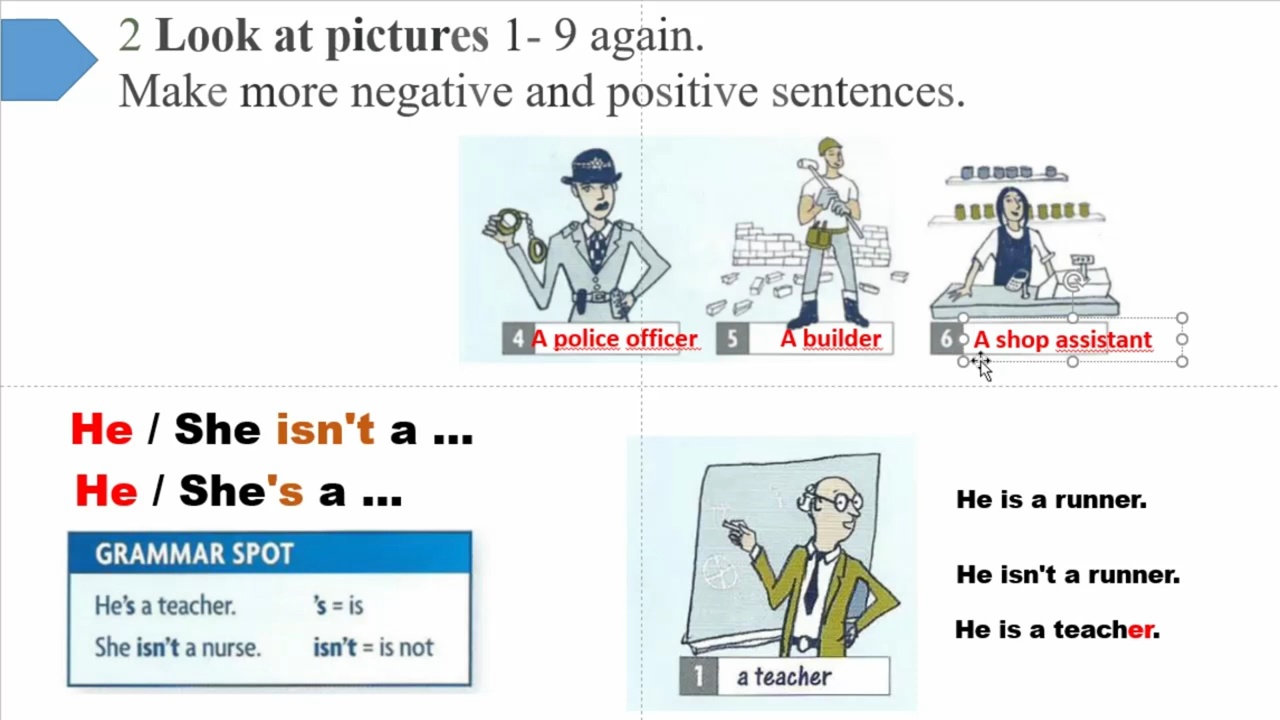 2 Look at pictures 1- 9 again.
Make more negative and positive sentences.
4 A police officer
5 A builder
6 A shop assistant
He / She isn't a ...
He / She's a ...
GRAMMAR SPOT
He's a teacher. 's = is
She isn't a nurse. isn't = is not
1 a teacher
He is a runner.
He isn't a runner.
He is a teacher.